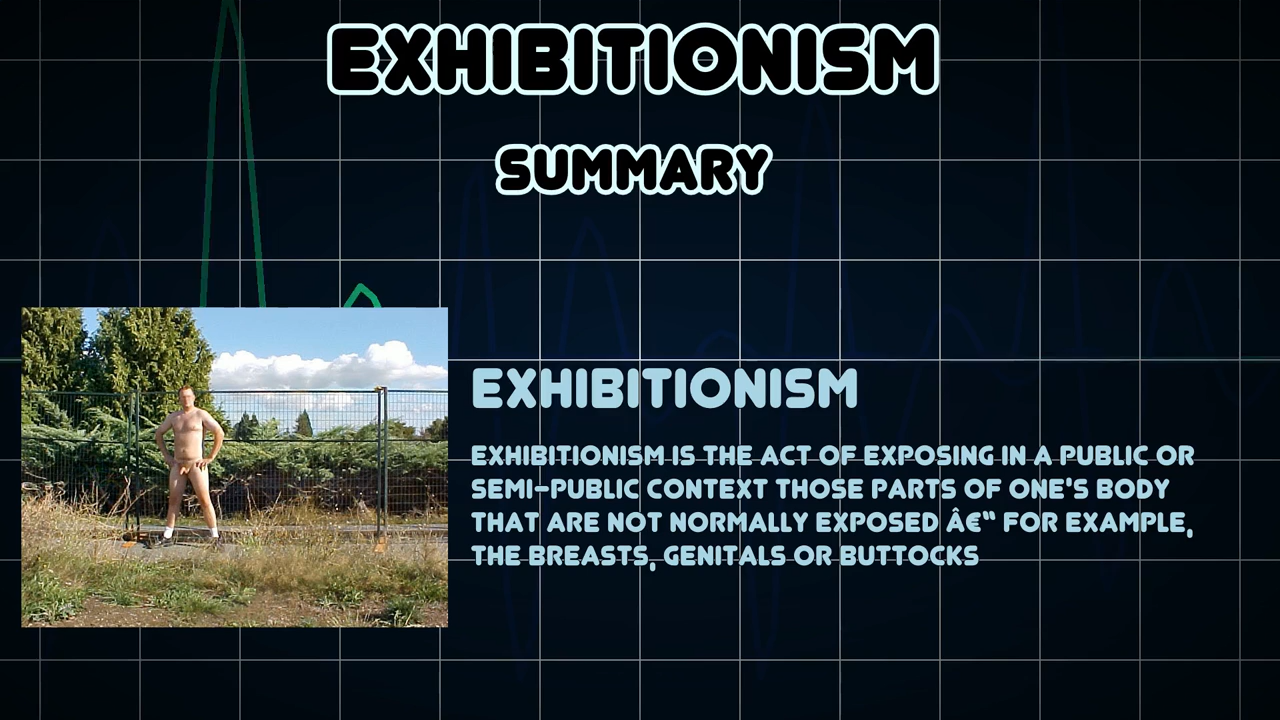 EXHIBITIONISM
SUMMARY
EXHIBITIONISM
EXHIBITIONISM IS THE ACT OF EXPOSING IN A PUBLIC OR
SEMI-PUBLIC CONTEXT THOSE PARTS OF ONE'S BODY
THAT ARE NOT NORMALLY EXPOSED Â€“ FOR EXAMPLE,
THE BREASTS, GENITALS OR BUTTOCKS